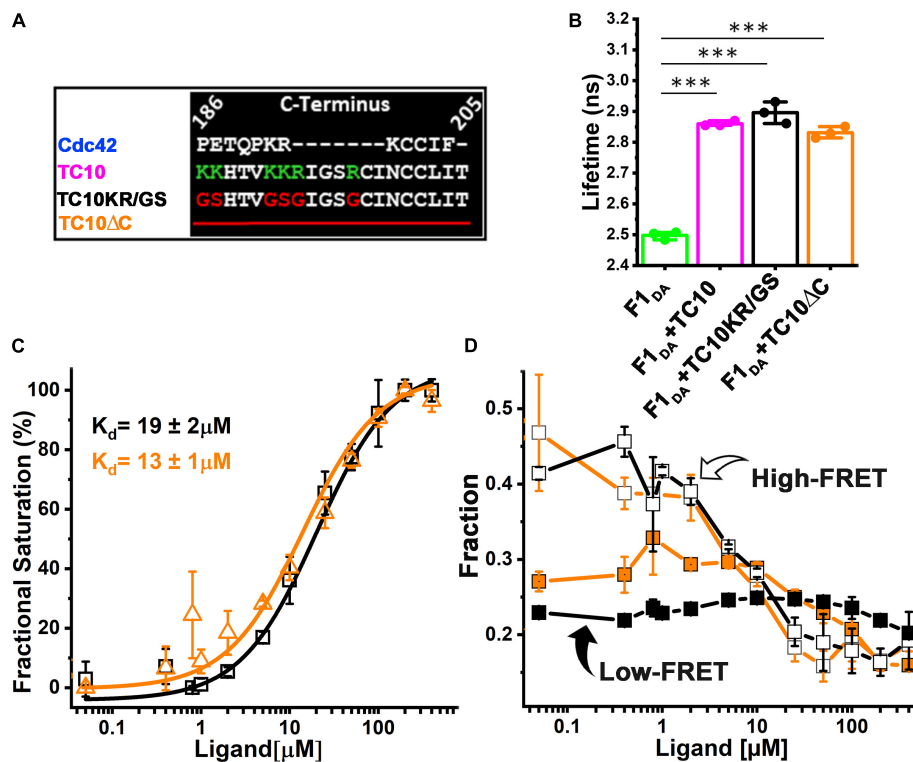 A
186 C-Terminus 205
Cdc42 PETQPKR-------KCCIF-
TC10 KKHTVKKRIGSRCINCCLIT
TC10KR/GS GSHTVGSGIGSGCINCCLIT
TC10ΔC
B
***
***
***
Lifetime (ns)
3.2
3.1
3.0
2.9
2.8
2.7
2.6
2.5
2.4
F1DA
F1DA+TC10
F1DA+TC10KR/GS
F1DA+TC10ΔC
C
Kd= 19 ± 2μM
Kd= 13 ± 1μM
Fractional Saturation (%)
100
80
60
40
20
0
0.1 1 10 100
Ligand[μM]
D
High-FRET
Low-FRET
Fraction
0.5
0.4
0.3
0.2
0.1 1 10 100
Ligand [μM]